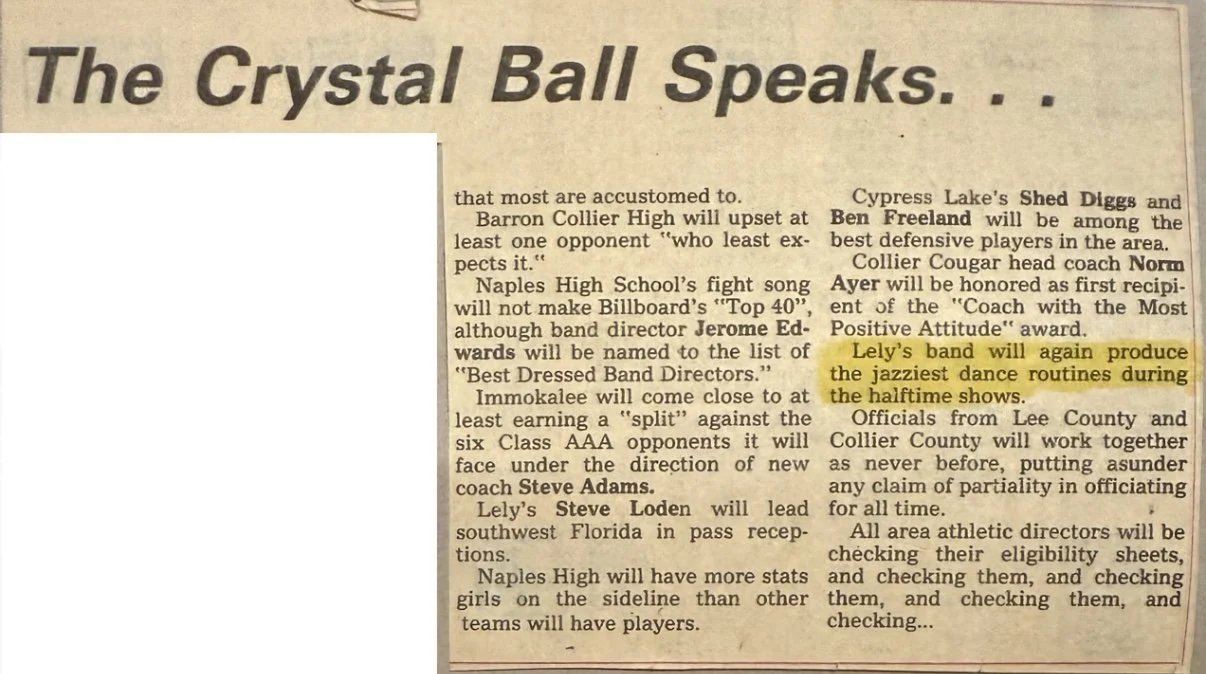 The Crystal Ball Speaks. . .
that most are accustomed to.
Barron Collier High will upset at
least one opponent "who least ex-
pects it."
Naples High School's fight song
will not make Billboard's "Top 40",
although band director Jerome Ed-
wards will be named to the list of
"Best Dressed Band Directors."
Immokalee will come close to at
least earning a "split" against the
six Class AAA opponents it will
face under the direction of new
coach Steve Adams.
Lely's Steve Loden will lead
southwest Florida in pass recep-
tions.
Naples High will have more stats
girls on the sideline than other
teams will have players.
Cypress Lake's Shed Diggs and
Ben Freeland will be among the
best defensive players in the area.
Collier Cougar head coach Norm
Ayer will be honored as first recipi-
ent of the "Coach with the Most
Positive Attitude" award.
Lely's band will again produce
the jazziest dance routines during
the halftime shows.
Officials from Lee County and
Collier County will work together
as never before, putting asunder
any claim of partiality in officiating
for all time.
All area athletic directors will be
checking their eligibility sheets,
and checking them, and checking
them, and checking them, and
checking...